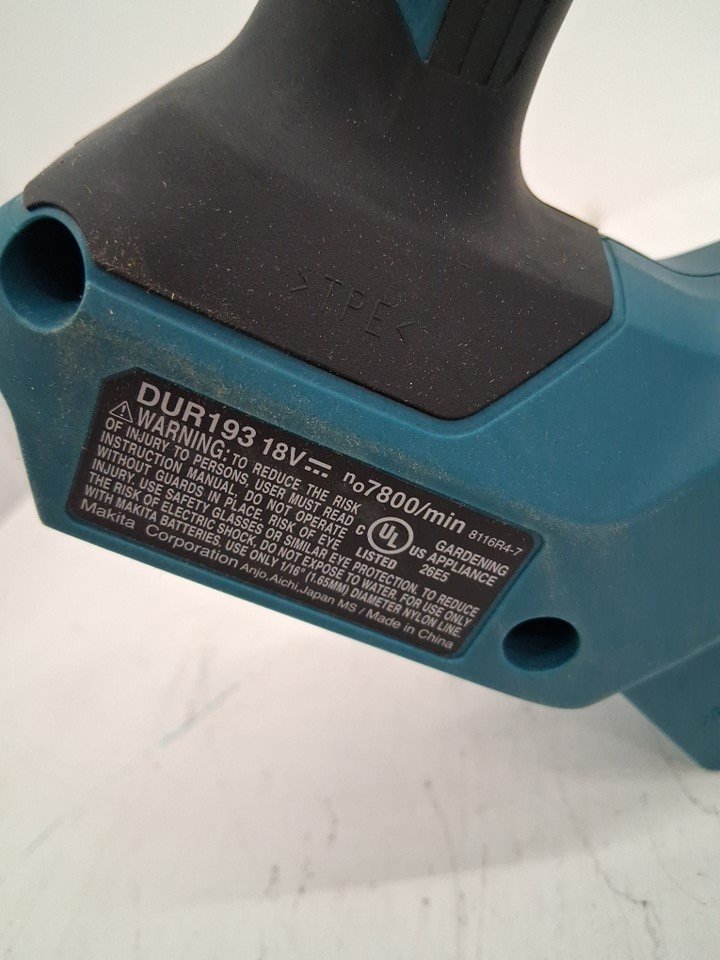 >TPE<
DUR193 18V⎓ n₀7800/min 8116R4-7
⚠WARNING: TO REDUCE THE RISK
OF INJURY TO PERSONS, USER MUST READ
INSTRUCTION MANUAL, DO NOT OPERATE
WITHOUT GUARDS IN PLACE. RISK OF EYE
C UL US LISTED
GARDENING
APPLIANCE
26E5
THE RISK, USE SAFETY GLASSES OR SIMILAR EYE PROTECTION. TO REDUCE
THE RISK OF ELECTRIC SHOCK, DO NOT EXPOSE TO WATER. FOR USE ONLY
WITH MAKITA BATTERIES. USE ONLY 1/16" (1.65MM) DIAMETER NYLON LINE.
Makita Corporation Anjo,Aichi,Japan MS / Made in China